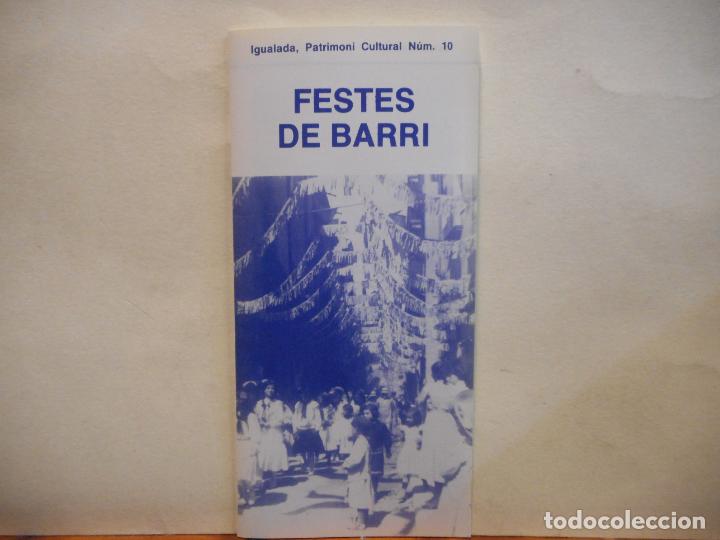 Igualada, Patrimoni Cultural Núm. 10
FESTES
DE BARRI
todocoleccion